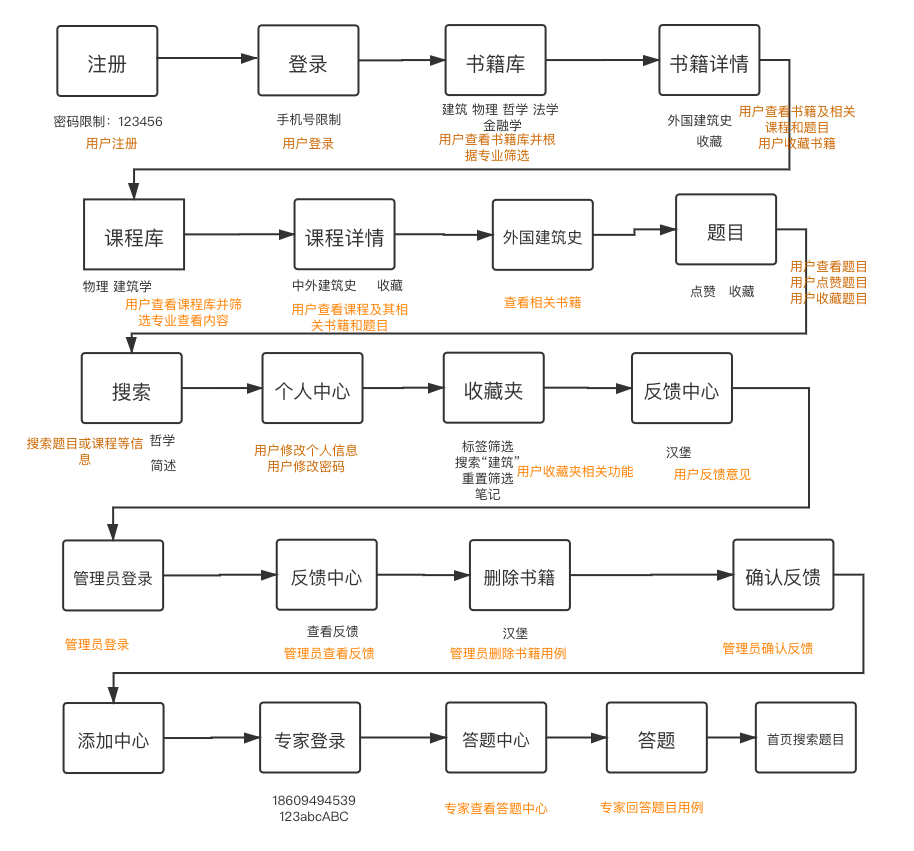 注册
登录
书籍库
书籍详情
密码限制：123456
用户注册
手机号限制
用户登录
建筑 物理 哲学 法学
金融学
用户查看书籍库并根
据专业筛选
外国建筑史
收藏
用户查看书籍及相关
课程和题目
用户收藏书籍
课程库
课程详情
外国建筑史
题目
物理 建筑学
用户查看课程库并筛
选专业查看内容
中外建筑史 收藏
用户查看课程及其相
关书籍和题目
查看相关书籍
点赞 收藏
用户查看题目
用户点赞题目
用户收藏题目
搜索
个人中心
收藏夹
反馈中心
搜索题目或课程等信
息
哲学
简述
用户修改个人信息
用户修改密码
标签筛选
搜索“建筑”
重置筛选
笔记
用户收藏夹相关功能
汉堡
用户反馈意见
管理员登录
反馈中心
删除书籍
确认反馈
管理员登录
查看反馈
管理员查看反馈
汉堡
管理员删除书籍用例
管理员确认反馈
添加中心
专家登录
答题中心
答题
首页搜索题目
18609494539
123abcABC
专家查看答题中心
专家回答题目用例